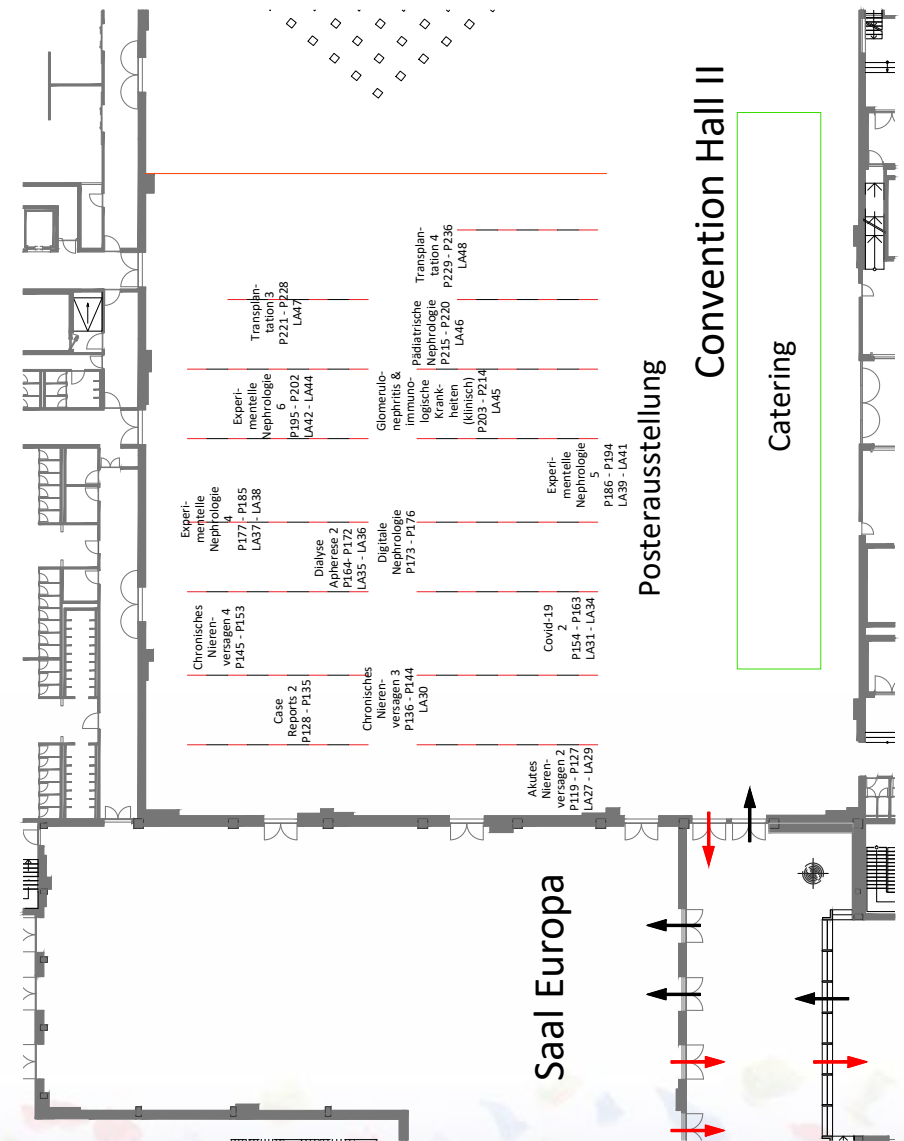 Convention Hall II
Catering
Posterausstellung
Transplan-
tation 4
P229 - P236
LA48
Transplan-
tation 3
P221 - P228
LA47
Pädiatrische
Nephrologie
P215 - P220
LA46
Experi-
mentelle
Nephrologie
6
P195 - P202
LA42 - LA44
Glomerulo-
nephritis &
immuno-
logische
Krank-
heiten
(klinisch)
P203 - P214
LA45
Experi-
mentelle
Nephrologie
5
P186 - P194
LA39 - LA41
Experi-
mentelle
Nephrologie
4
P177 - P185
LA37 - LA38
Dialyse
Apherese 2
P164- P172
LA35 - LA36
Digitale
Nephrologie
P173 - P176
Chronisches
Nieren-
versagen 4
P145 - P153
Covid-19
2
P154 - P163
LA31 - LA34
Case
Reports 2
P128 - P135
Chronisches
Nieren-
versagen 3
P136 - P144
LA30
Akutes
Nieren-
versagen 2
P119 - P127
LA27 - LA29
Saal Europa